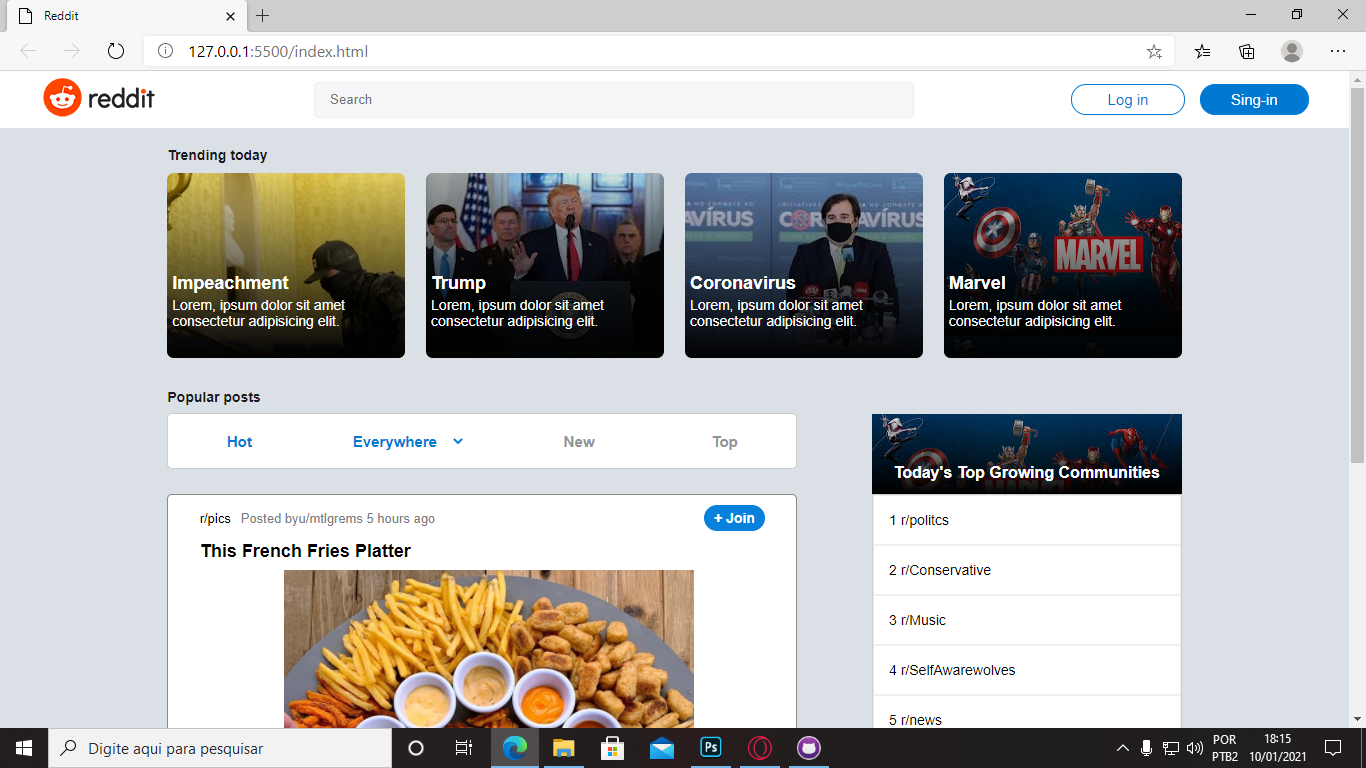 Reddit
127.0.0.1:5500/index.html
reddit
Search
Log in
Sing-in
Trending today
Impeachment
Lorem, ipsum dolor sit amet
consectetur adipisicing elit.
Trump
Lorem, ipsum dolor sit amet
consectetur adipisicing elit.
AVÍRUS
Coronavirus
Lorem, ipsum dolor sit amet
consectetur adipisicing elit.
MARVEL
Marvel
Lorem, ipsum dolor sit amet
consectetur adipisicing elit.
Popular posts
Hot
Everywhere
New
Top
r/pics
Posted byu/mtlgrems 5 hours ago
+ Join
This French Fries Platter
Today's Top Growing Communities
1 r/politcs
2 r/Conservative
3 r/Music
4 r/SelfAwarewolves
5 r/news
Digite aqui para pesquisar
Ps
POR
PTB2
18:15
10/01/2021